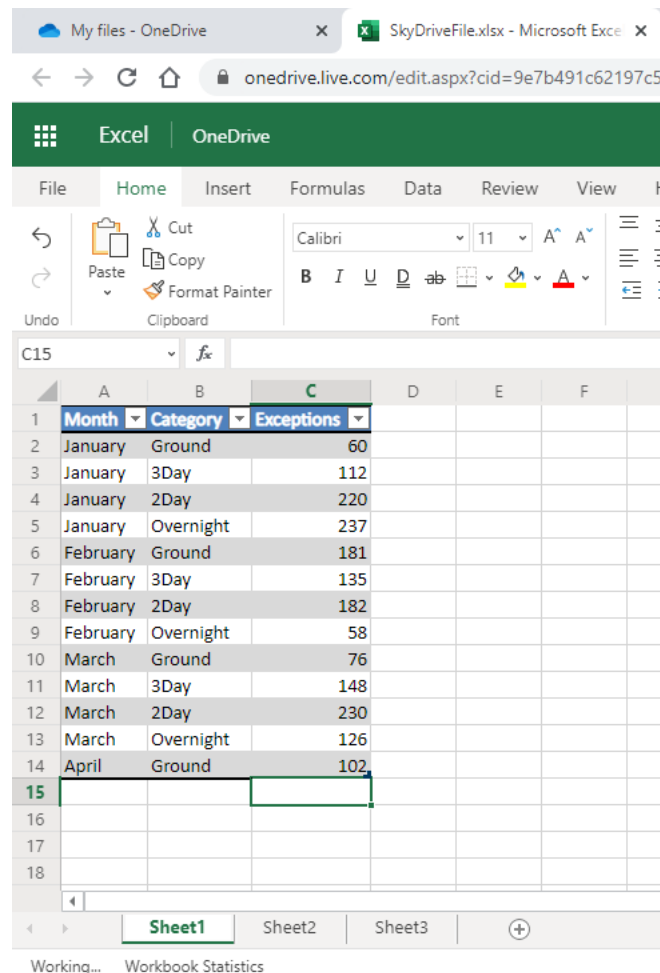 My files - OneDrive × SkyDriveFile.xlsx - Microsoft Exce ×
onedrive.live.com/edit.aspx?cid=9e7b491c62197c5
Excel OneDrive
File Home Insert Formulas Data Review View
Cut
Calibri 11 A A
Copy
Paste
B I U D ab A
Format Painter
Undo Clipboard Font
C15 fx
A B C D E F
1 Month Category Exceptions
2 January Ground 60
3 January 3Day 112
4 January 2Day 220
5 January Overnight 237
6 February Ground 181
7 February 3Day 135
8 February 2Day 182
9 February Overnight 58
10 March Ground 76
11 March 3Day 148
12 March 2Day 230
13 March Overnight 126
14 April Ground 102
15
16
17
18
Sheet1 Sheet2 Sheet3
Working... Workbook Statistics